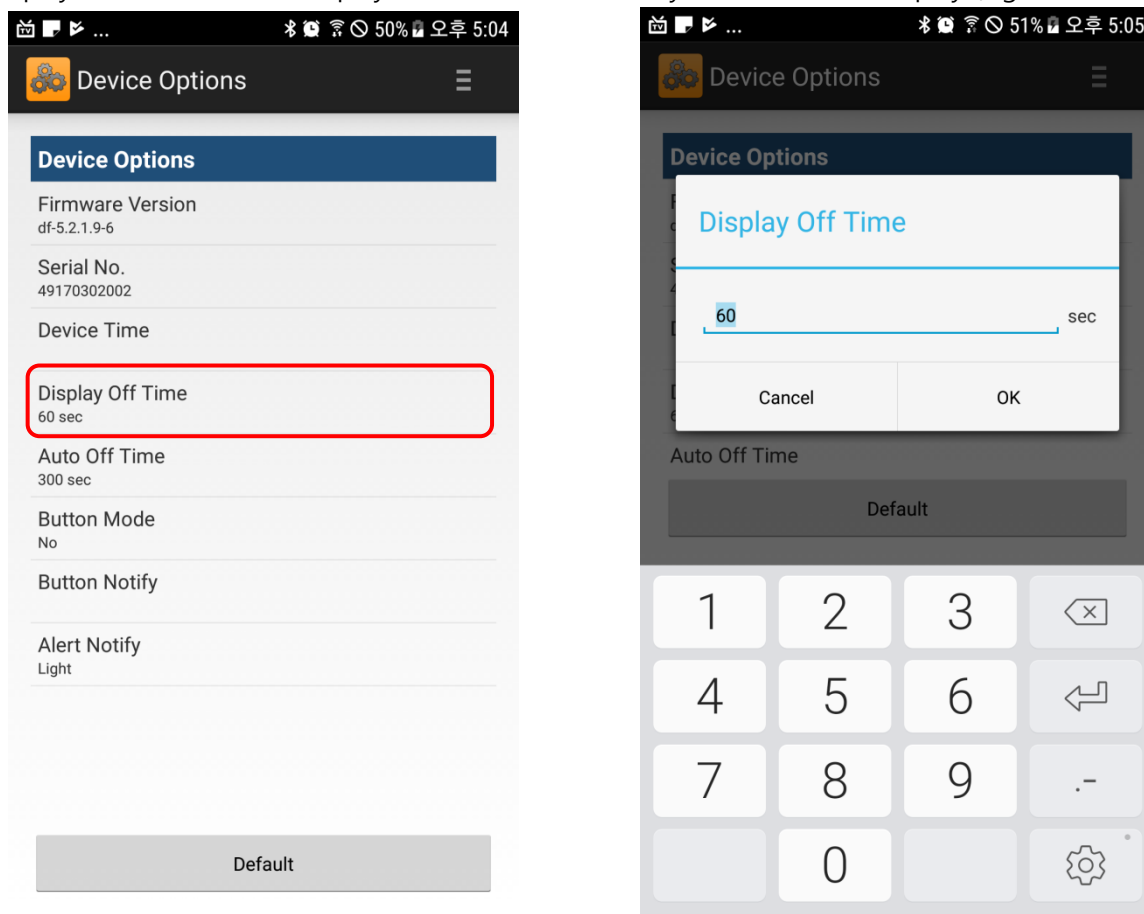 50% 오후 5:04
Device Options
Device Options
Firmware Version
df-5.2.1.9-6
Serial No.
49170302002
Device Time
Display Off Time
60 sec
Auto Off Time
300 sec
Button Mode
No
Button Notify
Alert Notify
Light
Default
51% 오후 5:05
Device Options
Device Options
Display Off Time
60 sec
Cancel OK
Auto Off Time
Default
1 2 3
4 5 6
7 8 9 .-
0